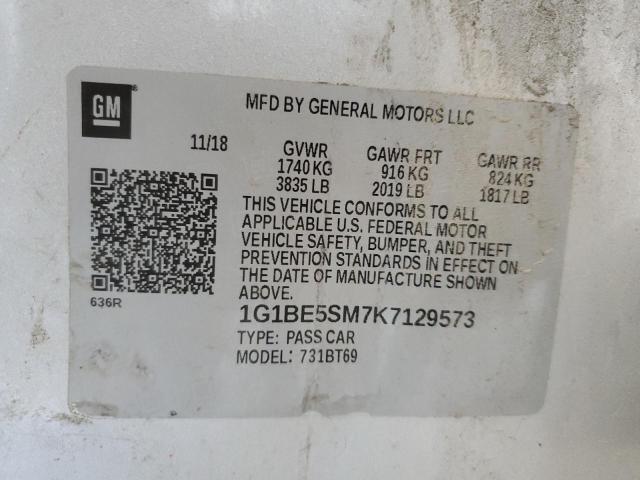 GM
MFD BY GENERAL MOTORS LLC
11/18 GVWR GAWR FRT GAWR RR
1740 KG 916 KG 824 KG
3835 LB 2019 LB 1817 LB
THIS VEHICLE CONFORMS TO ALL
APPLICABLE U.S. FEDERAL MOTOR
VEHICLE SAFETY, BUMPER, AND THEFT
PREVENTION STANDARDS IN EFFECT ON
THE DATE OF MANUFACTURE SHOWN
ABOVE.
636R
1G1BE5SM7K7129573
TYPE: PASS CAR
MODEL: 731BT69